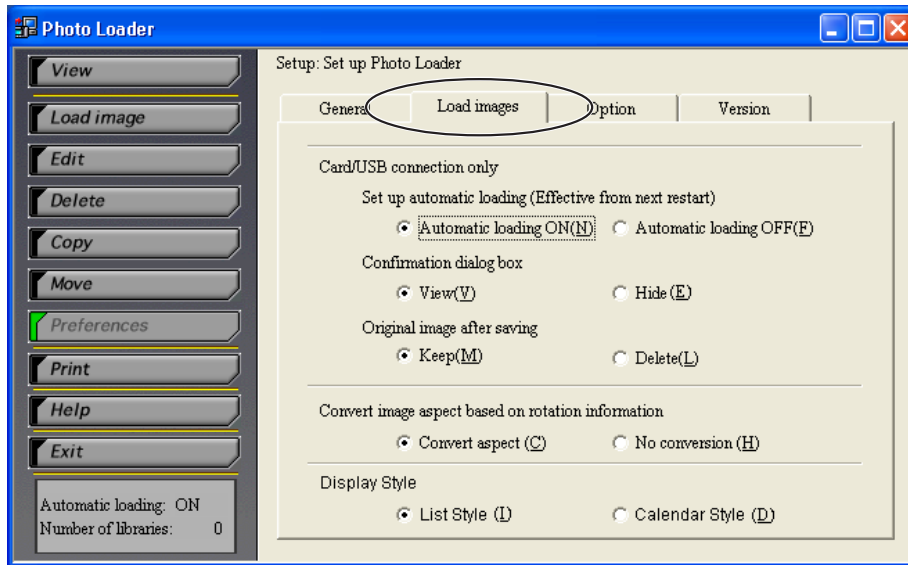 Photo Loader
View
Load image
Edit
Delete
Copy
Move
Preferences
Print
Help
Exit
Automatic loading: ON
Number of libraries: 0
Setup: Set up Photo Loader
General Load images Option Version
Card/USB connection only
Set up automatic loading (Effective from next restart)
Automatic loading ON(N) Automatic loading OFF(F)
Confirmation dialog box
View(V) Hide (E)
Original image after saving
Keep(M) Delete(L)
Convert image aspect based on rotation information
Convert aspect (C) No conversion (H)
Display Style
List Style (I) Calendar Style (D)